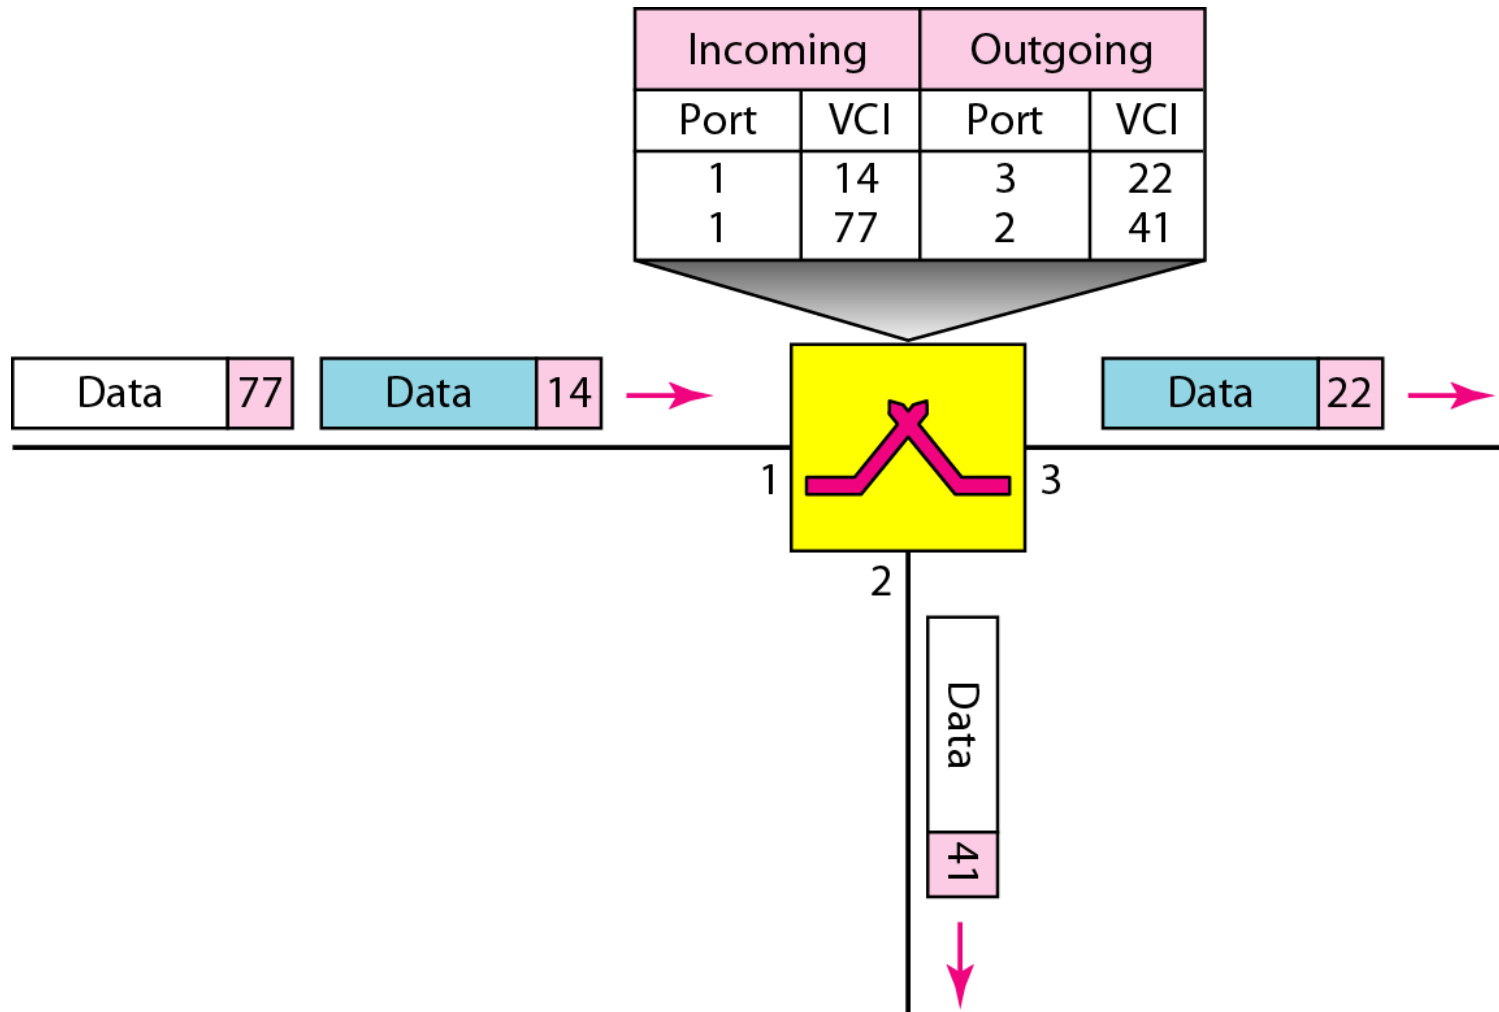 Incoming Outgoing
Port VCI Port VCI
1 14 3 22
1 77 2 41
Data 77 Data 14 Data 22
1 3
2
Data 41